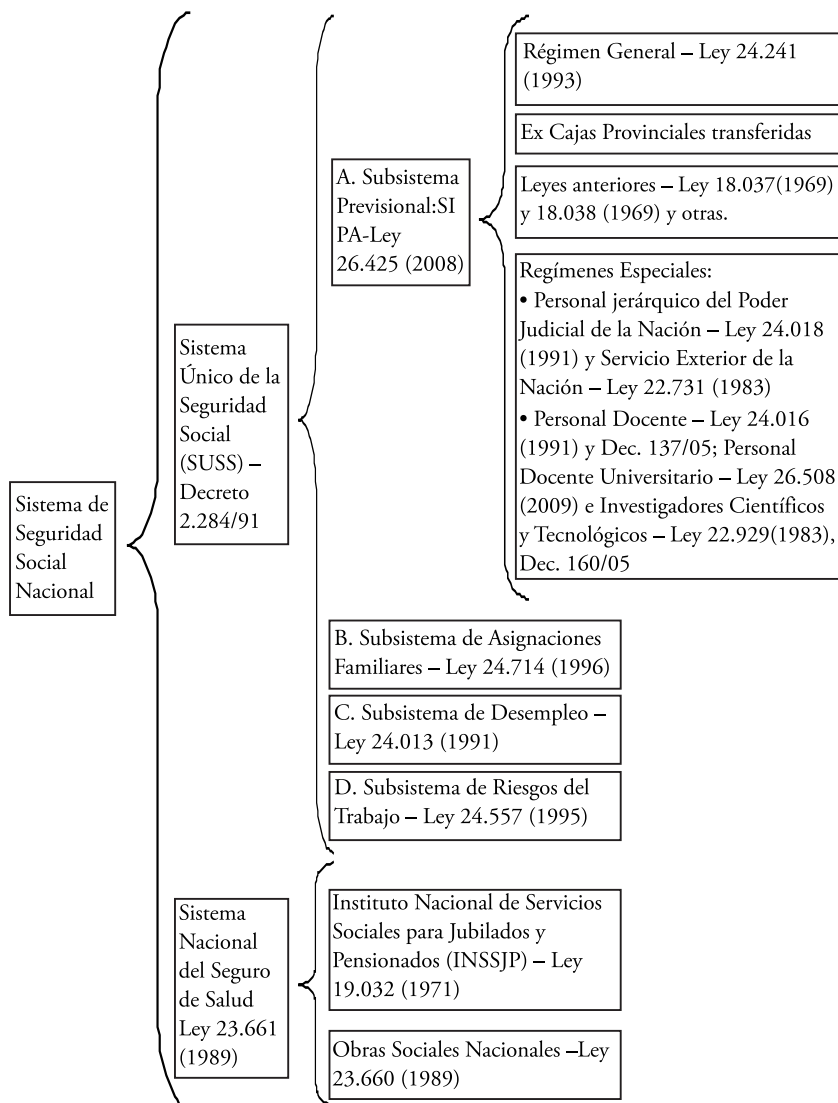 Sistema de
Seguridad
Social
Nacional
Sistema
Único de la
Seguridad
Social
(SUSS) –
Decreto
2.284/91
A. Subsistema
Previsional:SI
PA-Ley
26.425 (2008)
Régimen General – Ley 24.241
(1993)
Ex Cajas Provinciales transferidas
Leyes anteriores – Ley 18.037(1969)
y 18.038 (1969) y otras.
Regímenes Especiales:
• Personal jerárquico del Poder
Judicial de la Nación – Ley 24.018
(1991) y Servicio Exterior de la
Nación – Ley 22.731 (1983)
• Personal Docente – Ley 24.016
(1991) y Dec. 137/05; Personal
Docente Universitario – Ley 26.508
(2009) e Investigadores Científicos
y Tecnológicos – Ley 22.929(1983),
Dec. 160/05
B. Subsistema de Asignaciones
Familiares – Ley 24.714 (1996)
C. Subsistema de Desempleo –
Ley 24.013 (1991)
D. Subsistema de Riesgos del
Trabajo – Ley 24.557 (1995)
Sistema
Nacional
del Seguro
de Salud
Ley 23.661
(1989)
Instituto Nacional de Servicios
Sociales para Jubilados y
Pensionados (INSSJP) – Ley
19.032 (1971)
Obras Sociales Nacionales –Ley
23.660 (1989)